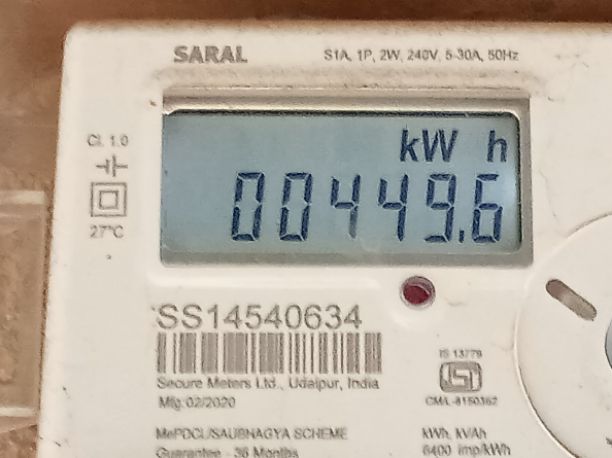 SARAL S1A, 1P, 2W, 240V, 5-30A, 50Hz
Cl. 1.0
kW h
00449.6
27°C
SS14540634
IS 13779
Secure Meters Ltd., Udaipur, India
CM/L-8150362
Mfg:02/2020
MePDCL/SAUBHAGYA SCHEME kWh, kVAh
Guarantee - 36 Months 6400 imp/kWh